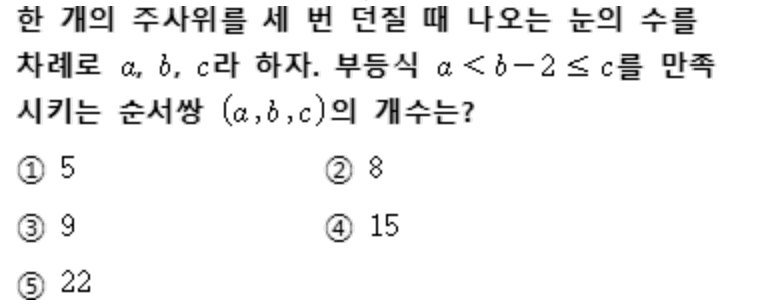 한 개의 주사위를 세 번 던질 때 나오는 눈의 수를
차례로 a, b, c라 하자. 부등식 a < b − 2 ≤ c를 만족
시키는 순서쌍 (a,b,c)의 개수는?
① 5 ② 8
③ 9 ④ 15
⑤ 22